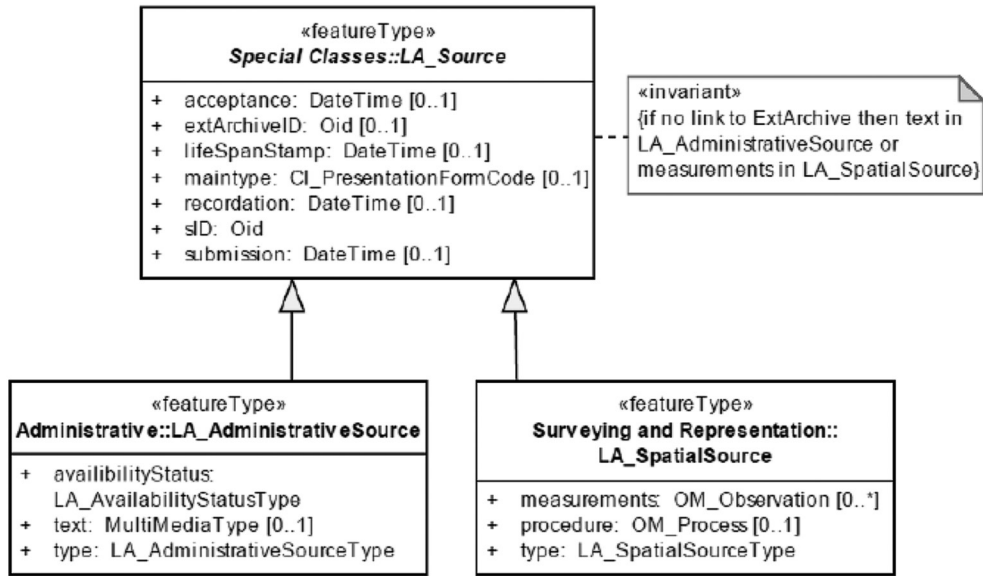 «featureType»
Special Classes::LA_Source
+ acceptance: DateTime [0..1]
+ extArchiveID: Oid [0..1]
+ lifeSpanStamp: DateTime [0..1]
+ maintype: CI_PresentationFormCode [0..1]
+ recordation: DateTime [0..1]
+ sID: Oid
+ submission: DateTime [0..1]
«invariant»
{if no link to ExtArchive then text in
LA_AdministrativeSource or
measurements in LA_SpatialSource}
«featureType»
Administrative::LA_AdministrativeSource
+ availibilityStatus:
LA_AvailabilityStatusType
+ text: MultiMediaType [0..1]
+ type: LA_AdministrativeSourceType
«featureType»
Surveying and Representation::
LA_SpatialSource
+ measurements: OM_Observation [0..*]
+ procedure: OM_Process [0..1]
+ type: LA_SpatialSourceType